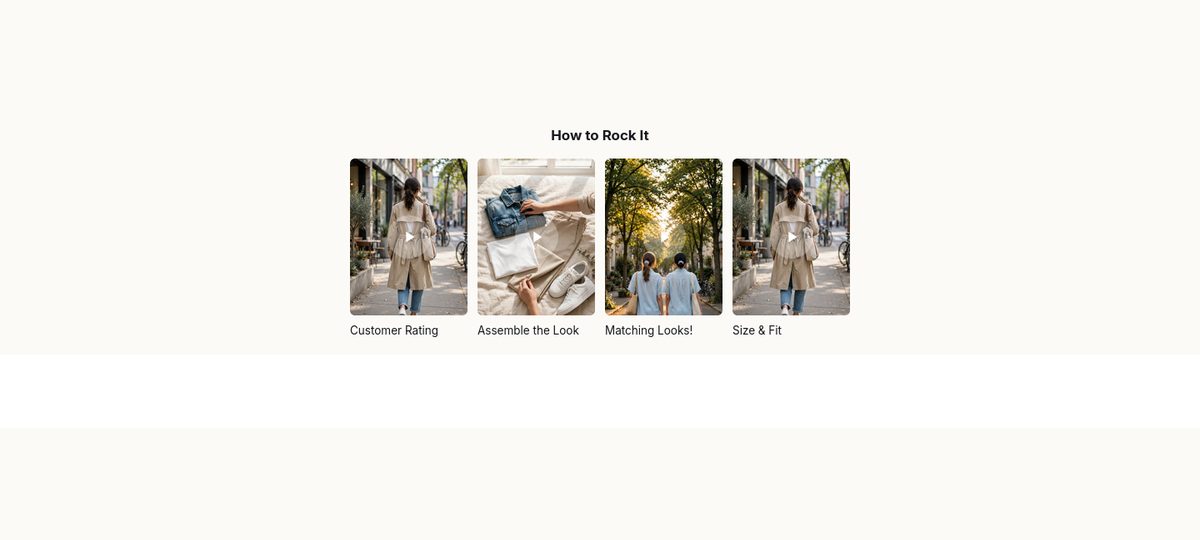 How to Rock It
Customer Rating
Assemble the Look
Matching Looks!
Size & Fit